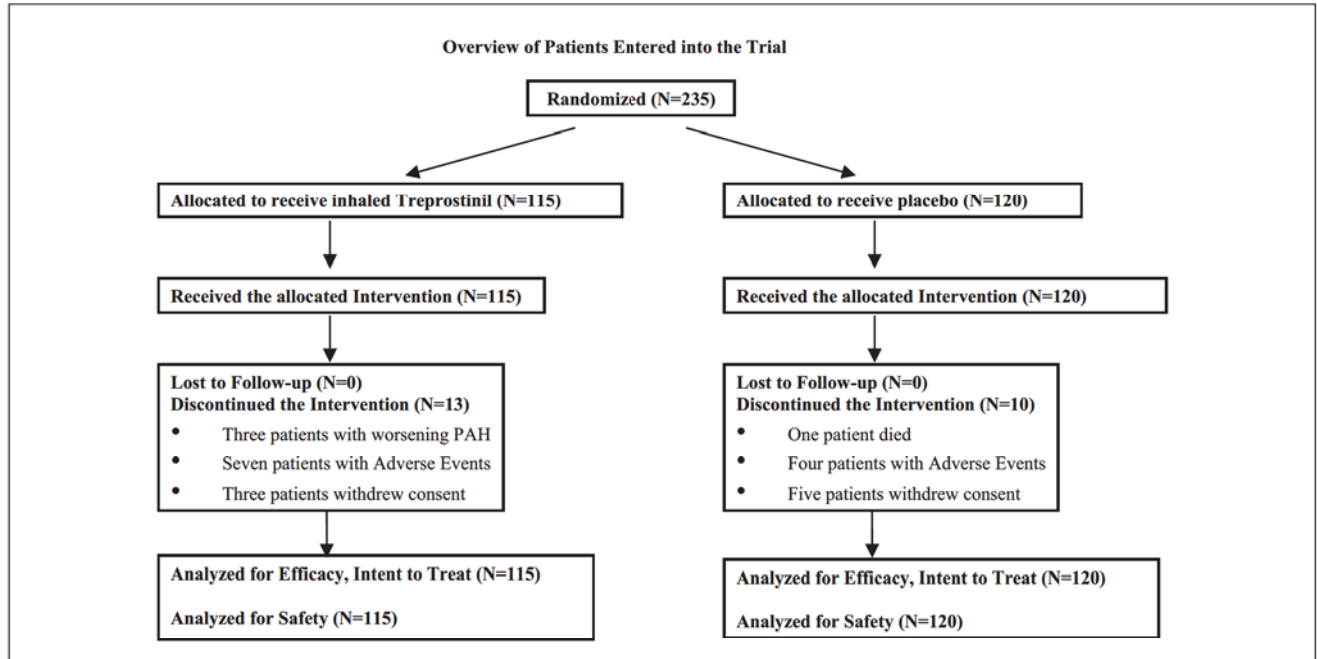 Overview of Patients Entered into the Trial
Randomized (N=235)
Allocated to receive inhaled Treprostinil (N=115)
Allocated to receive placebo (N=120)
Received the allocated Intervention (N=115)
Received the allocated Intervention (N=120)
Lost to Follow-up (N=0)
Discontinued the Intervention (N=13)
• Three patients with worsening PAH
• Seven patients with Adverse Events
• Three patients withdrew consent
Lost to Follow-up (N=0)
Discontinued the Intervention (N=10)
• One patient died
• Four patients with Adverse Events
• Five patients withdrew consent
Analyzed for Efficacy, Intent to Treat (N=115)
Analyzed for Safety (N=115)
Analyzed for Efficacy, Intent to Treat (N=120)
Analyzed for Safety (N=120)